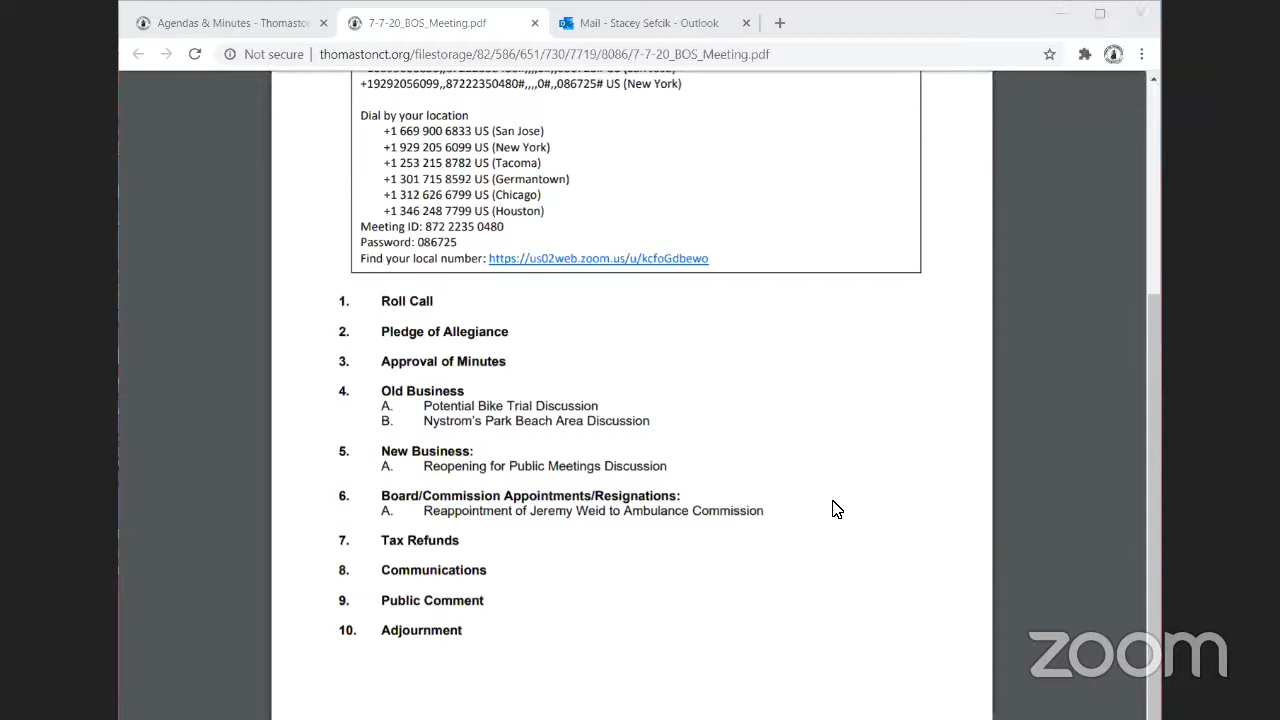 Agendas & Minutes - Thomaston
7-7-20_BOS_Meeting.pdf
Mail - Stacey Sefcik - Outlook
Not secure
thomastonct.org/filestorage/82/586/651/730/7719/8086/7-7-20_BOS_Meeting.pdf
+19292056099,,87222350480#,,,,0#,,086725# US (New York)
Dial by your location
+1 669 900 6833 US (San Jose)
+1 929 205 6099 US (New York)
+1 253 215 8782 US (Tacoma)
+1 301 715 8592 US (Germantown)
+1 312 626 6799 US (Chicago)
+1 346 248 7799 US (Houston)
Meeting ID: 872 2235 0480
Password: 086725
Find your local number: https://us02web.zoom.us/u/kcfoGdbewo
1. Roll Call
2. Pledge of Allegiance
3. Approval of Minutes
4. Old Business
A. Potential Bike Trial Discussion
B. Nystrom's Park Beach Area Discussion
5. New Business:
A. Reopening for Public Meetings Discussion
6. Board/Commission Appointments/Resignations:
A. Reappointment of Jeremy Weid to Ambulance Commission
7. Tax Refunds
8. Communications
9. Public Comment
10. Adjournment
zoom